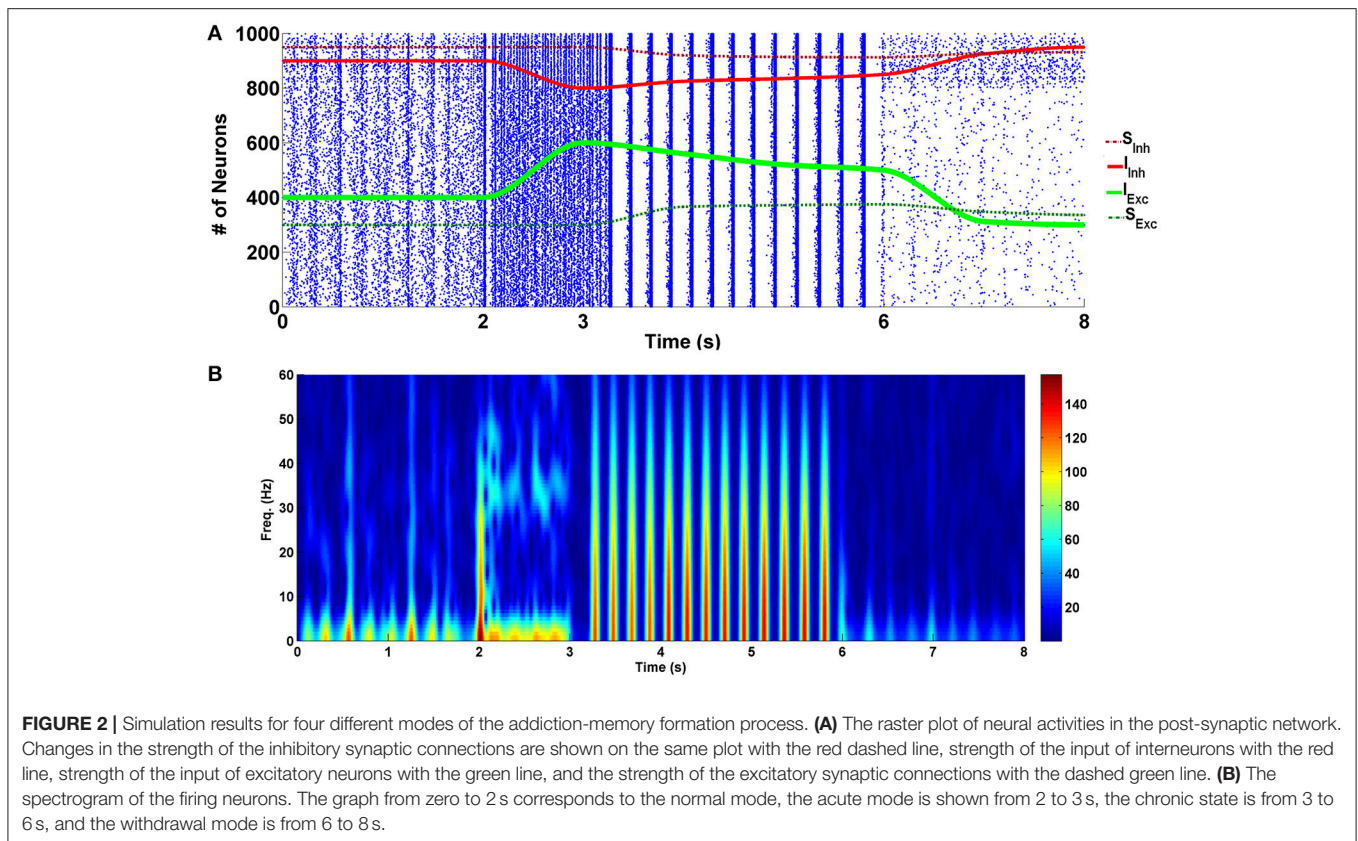 A
1000
800
600
400
200
0
# of Neurons
0 2 3 6 8
Time (s)
S_Inh
I_Inh
I_Exc
S_Exc
B
60
50
40
30
20
10
0
Freq. (Hz)
0 1 2 3 4 5 6 7 8
Time (s)
140
120
100
80
60
40
20
FIGURE 2 | Simulation results for four different modes of the addiction-memory formation process. (A) The raster plot of neural activities in the post-synaptic network.
Changes in the strength of the inhibitory synaptic connections are shown on the same plot with the red dashed line, strength of the input of interneurons with the red
line, strength of the input of excitatory neurons with the green line, and the strength of the excitatory synaptic connections with the dashed green line. (B) The
spectrogram of the firing neurons. The graph from zero to 2 s corresponds to the normal mode, the acute mode is shown from 2 to 3 s, the chronic state is from 3 to
6 s, and the withdrawal mode is from 6 to 8 s.